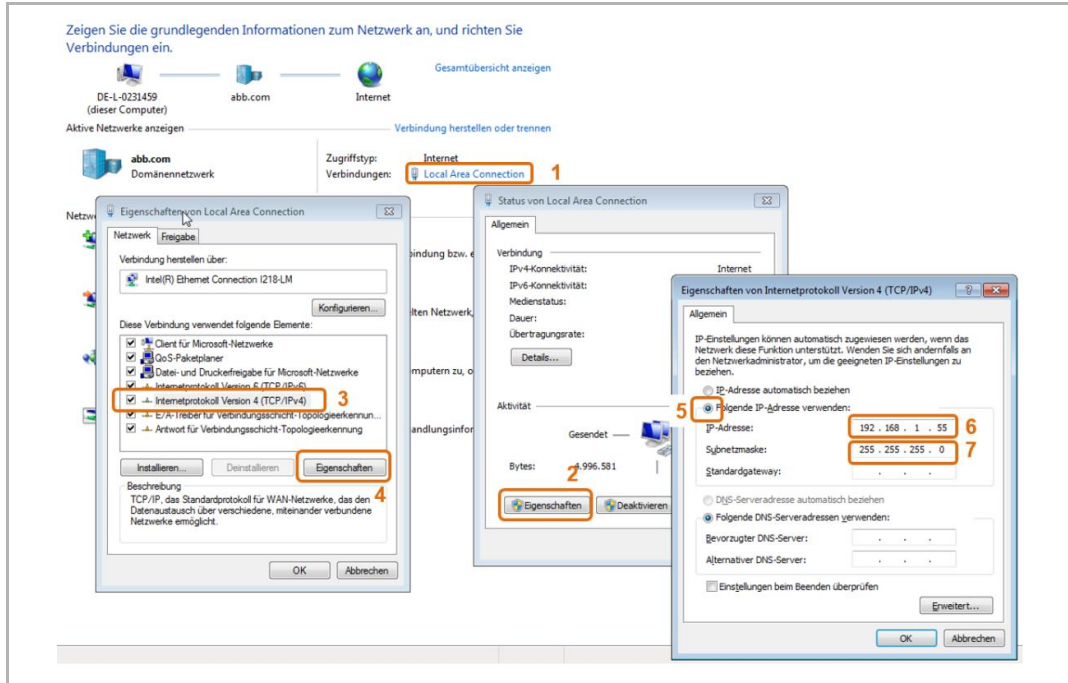 Zeigen Sie die grundlegenden Informationen zum Netzwerk an, und richten Sie
Verbindungen ein.
Gesamtübersicht anzeigen
DE-L-0231459
(dieser Computer)
abb.com
Internet
Aktive Netzwerke anzeigen
Verbindung herstellen oder trennen
abb.com
Domänennetzwerk
Zugriffstyp: Internet
Verbindungen: Local Area Connection
1
Netzw
Eigenschaften von Local Area Connection
Netzwerk Freigabe
Verbindung herstellen über:
Intel(R) Ethernet Connection I218-LM
Konfigurieren...
Diese Verbindung verwendet folgende Elemente:
Client für Microsoft-Netzwerke
QoS-Paketplaner
Datei- und Druckerfreigabe für Microsoft-Netzwerke
Internetprotokoll Version 6 (TCP/IPv6)
Internetprotokoll Version 4 (TCP/IPv4)
3
E/A-Treiber für Verbindungsschicht-Topologieerkennun...
Antwort für Verbindungsschicht-Topologieerkennung
Installieren... Deinstallieren Eigenschaften
4
Beschreibung
TCP/IP, das Standardprotokoll für WAN-Netzwerke, das den
Datenaustausch über verschiedene, miteinander verbundene
Netzwerke ermöglicht.
OK Abbrechen
bindung bzw. e
lten Netzwerk,
mputern zu, o
andlungsinfor
Status von Local Area Connection
Allgemein
Verbindung
IPv4-Konnektivität: Internet
IPv6-Konnektivität:
Medienstatus:
Dauer:
Übertragungsrate:
Details...
Aktivität
Gesendet
Bytes: 4.996.581
2
Eigenschaften Deaktivieren
Eigenschaften von Internetprotokoll Version 4 (TCP/IPv4)
Allgemein
IP-Einstellungen können automatisch zugewiesen werden, wenn das
Netzwerk diese Funktion unterstützt. Wenden Sie sich andernfalls an
den Netzwerkadministrator, um die geeigneten IP-Einstellungen zu
beziehen.
IP-Adresse automatisch beziehen
5 Folgende IP-Adresse verwenden:
IP-Adresse: 192 . 168 . 1 . 55 6
Subnetzmaske: 255 . 255 . 255 . 0 7
Standardgateway: . . .
DNS-Serveradresse automatisch beziehen
Folgende DNS-Serveradressen verwenden:
Bevorzugter DNS-Server: . . .
Alternativer DNS-Server: . . .
Einstellungen beim Beenden überprüfen
Erweitert...
OK Abbrechen